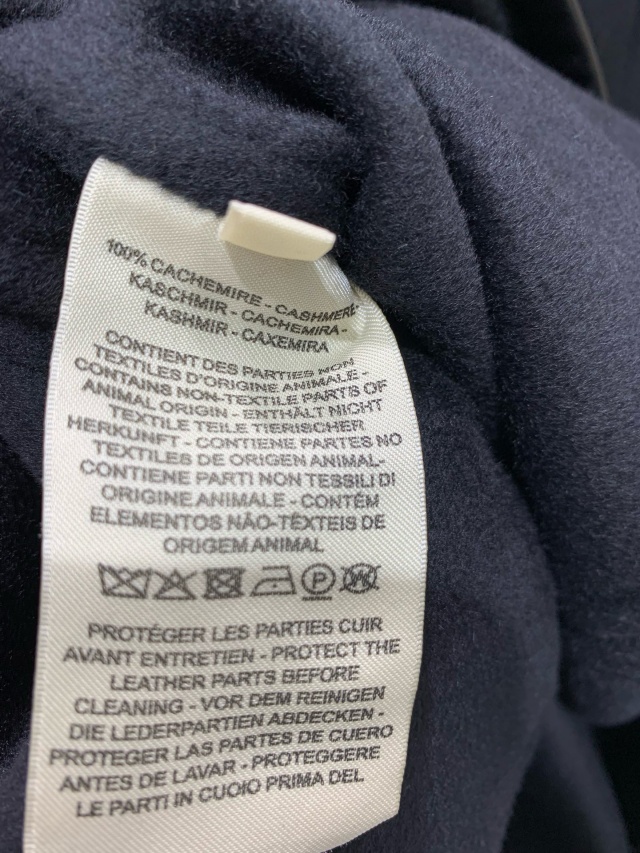 100% CACHEMIRE - CASHMERE-
KASCHMIR - CACHEMIRA -
KASHMIR - CAXEMIRA
CONTIENT DES PARTIES NON
TEXTILES D'ORIGINE ANIMALE -
CONTAINS NON-TEXTILE PARTS OF
ANIMAL ORIGIN - ENTHÄLT NICHT
TEXTILE TEILE TIERISCHER
HERKUNFT - CONTIENE PARTES NO
TEXTILES DE ORIGEN ANIMAL-
CONTIENE PARTI NON TESSILI DI
ORIGINE ANIMALE - CONTÉM
ELEMENTOS NÃO-TÊXTEIS DE
ORIGEM ANIMAL
P W
PROTÉGER LES PARTIES CUIR
AVANT ENTRETIEN - PROTECT THE
LEATHER PARTS BEFORE
CLEANING - VOR DEM REINIGEN
DIE LEDERPARTIEN ABDECKEN -
PROTEGER LAS PARTES DE CUERO
ANTES DE LAVAR - PROTEGGERE
LE PARTI IN CUOIO PRIMA DEL